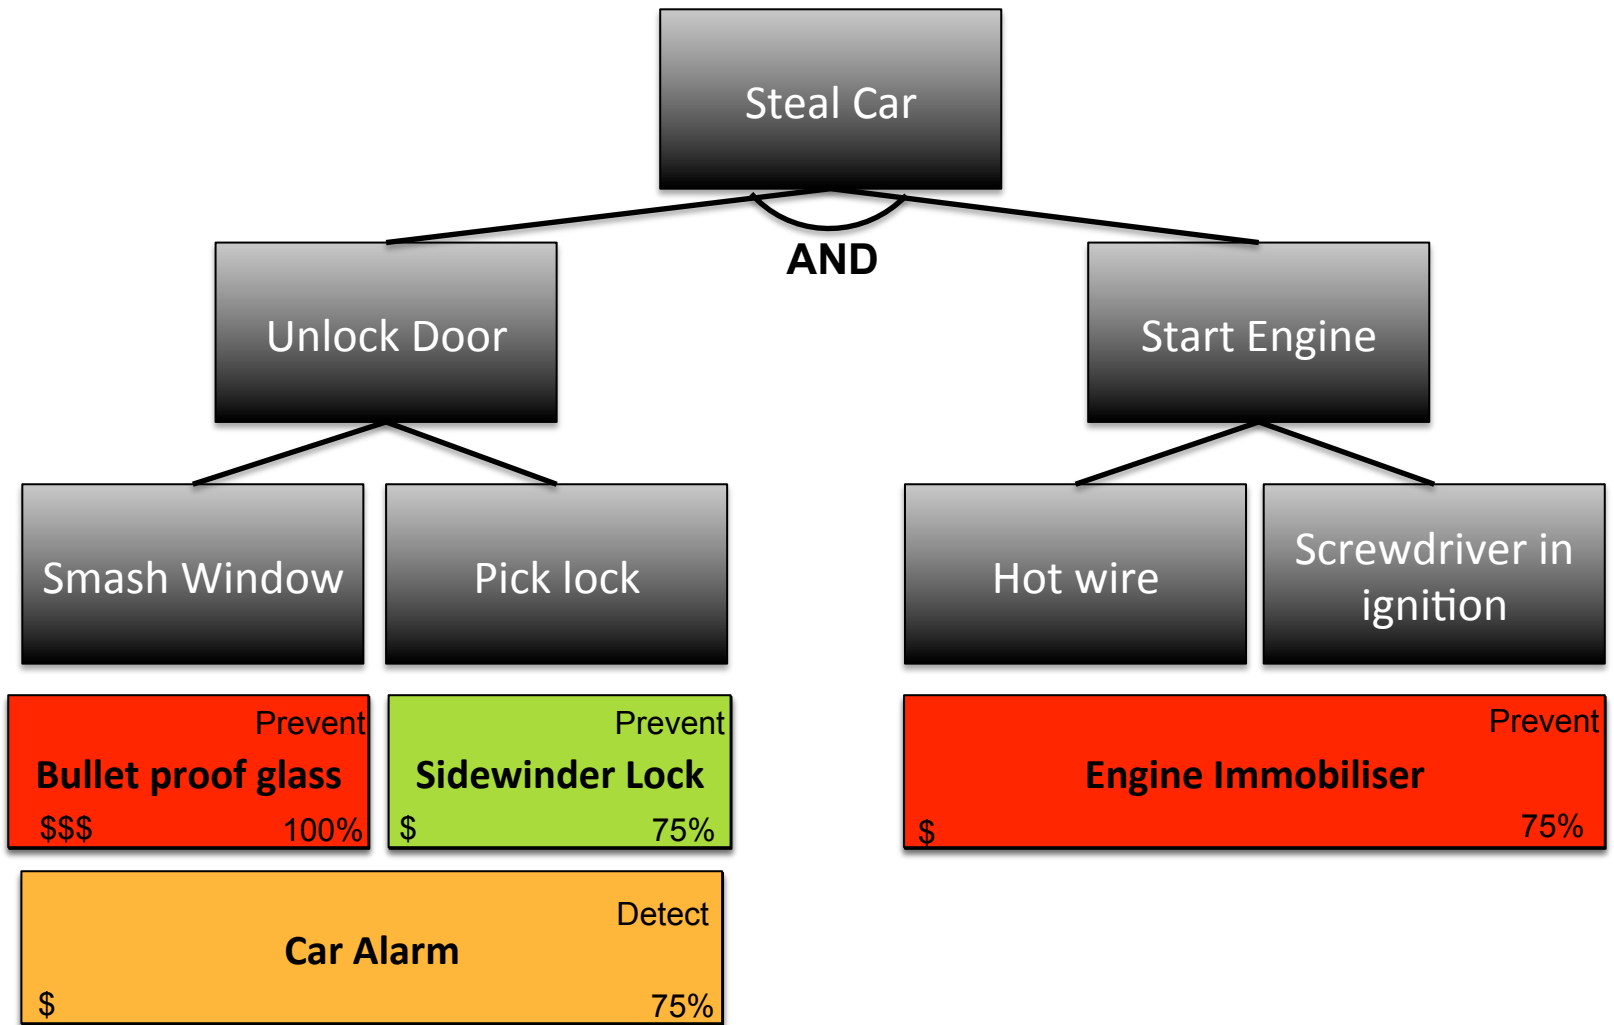 Steal Car
AND
Unlock Door
Start Engine
Smash Window
Pick lock
Hot wire
Screwdriver in
ignition
Prevent
Bullet proof glass
$$$ 100%
Prevent
Sidewinder Lock
$ 75%
Prevent
Engine Immobiliser
$ 75%
Detect
Car Alarm
$ 75%